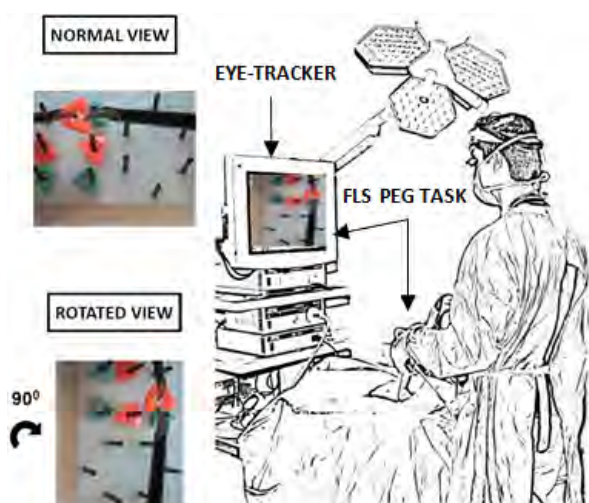 NORMAL VIEW
EYE-TRACKER
FLS PEG TASK
ROTATED VIEW
90⁰